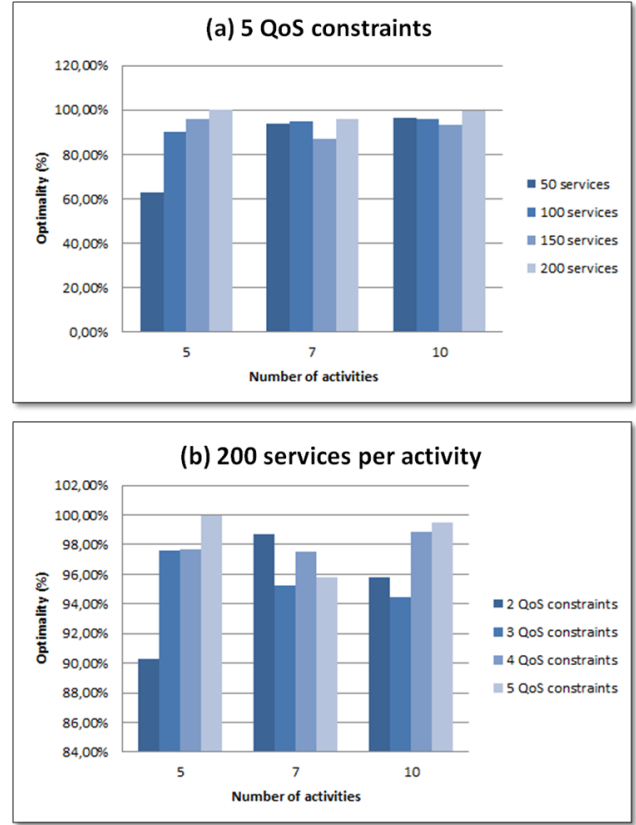 (a) 5 QoS constraints
120,00%
100,00%
80,00%
60,00%
40,00%
20,00%
0,00%
Optimality (%)
5
7
10
Number of activities
50 services
100 services
150 services
200 services
(b) 200 services per activity
102,00%
100,00%
98,00%
96,00%
94,00%
92,00%
90,00%
88,00%
86,00%
84,00%
Optimality (%)
5
7
10
Number of activities
2 QoS constraints
3 QoS constraints
4 QoS constraints
5 QoS constraints